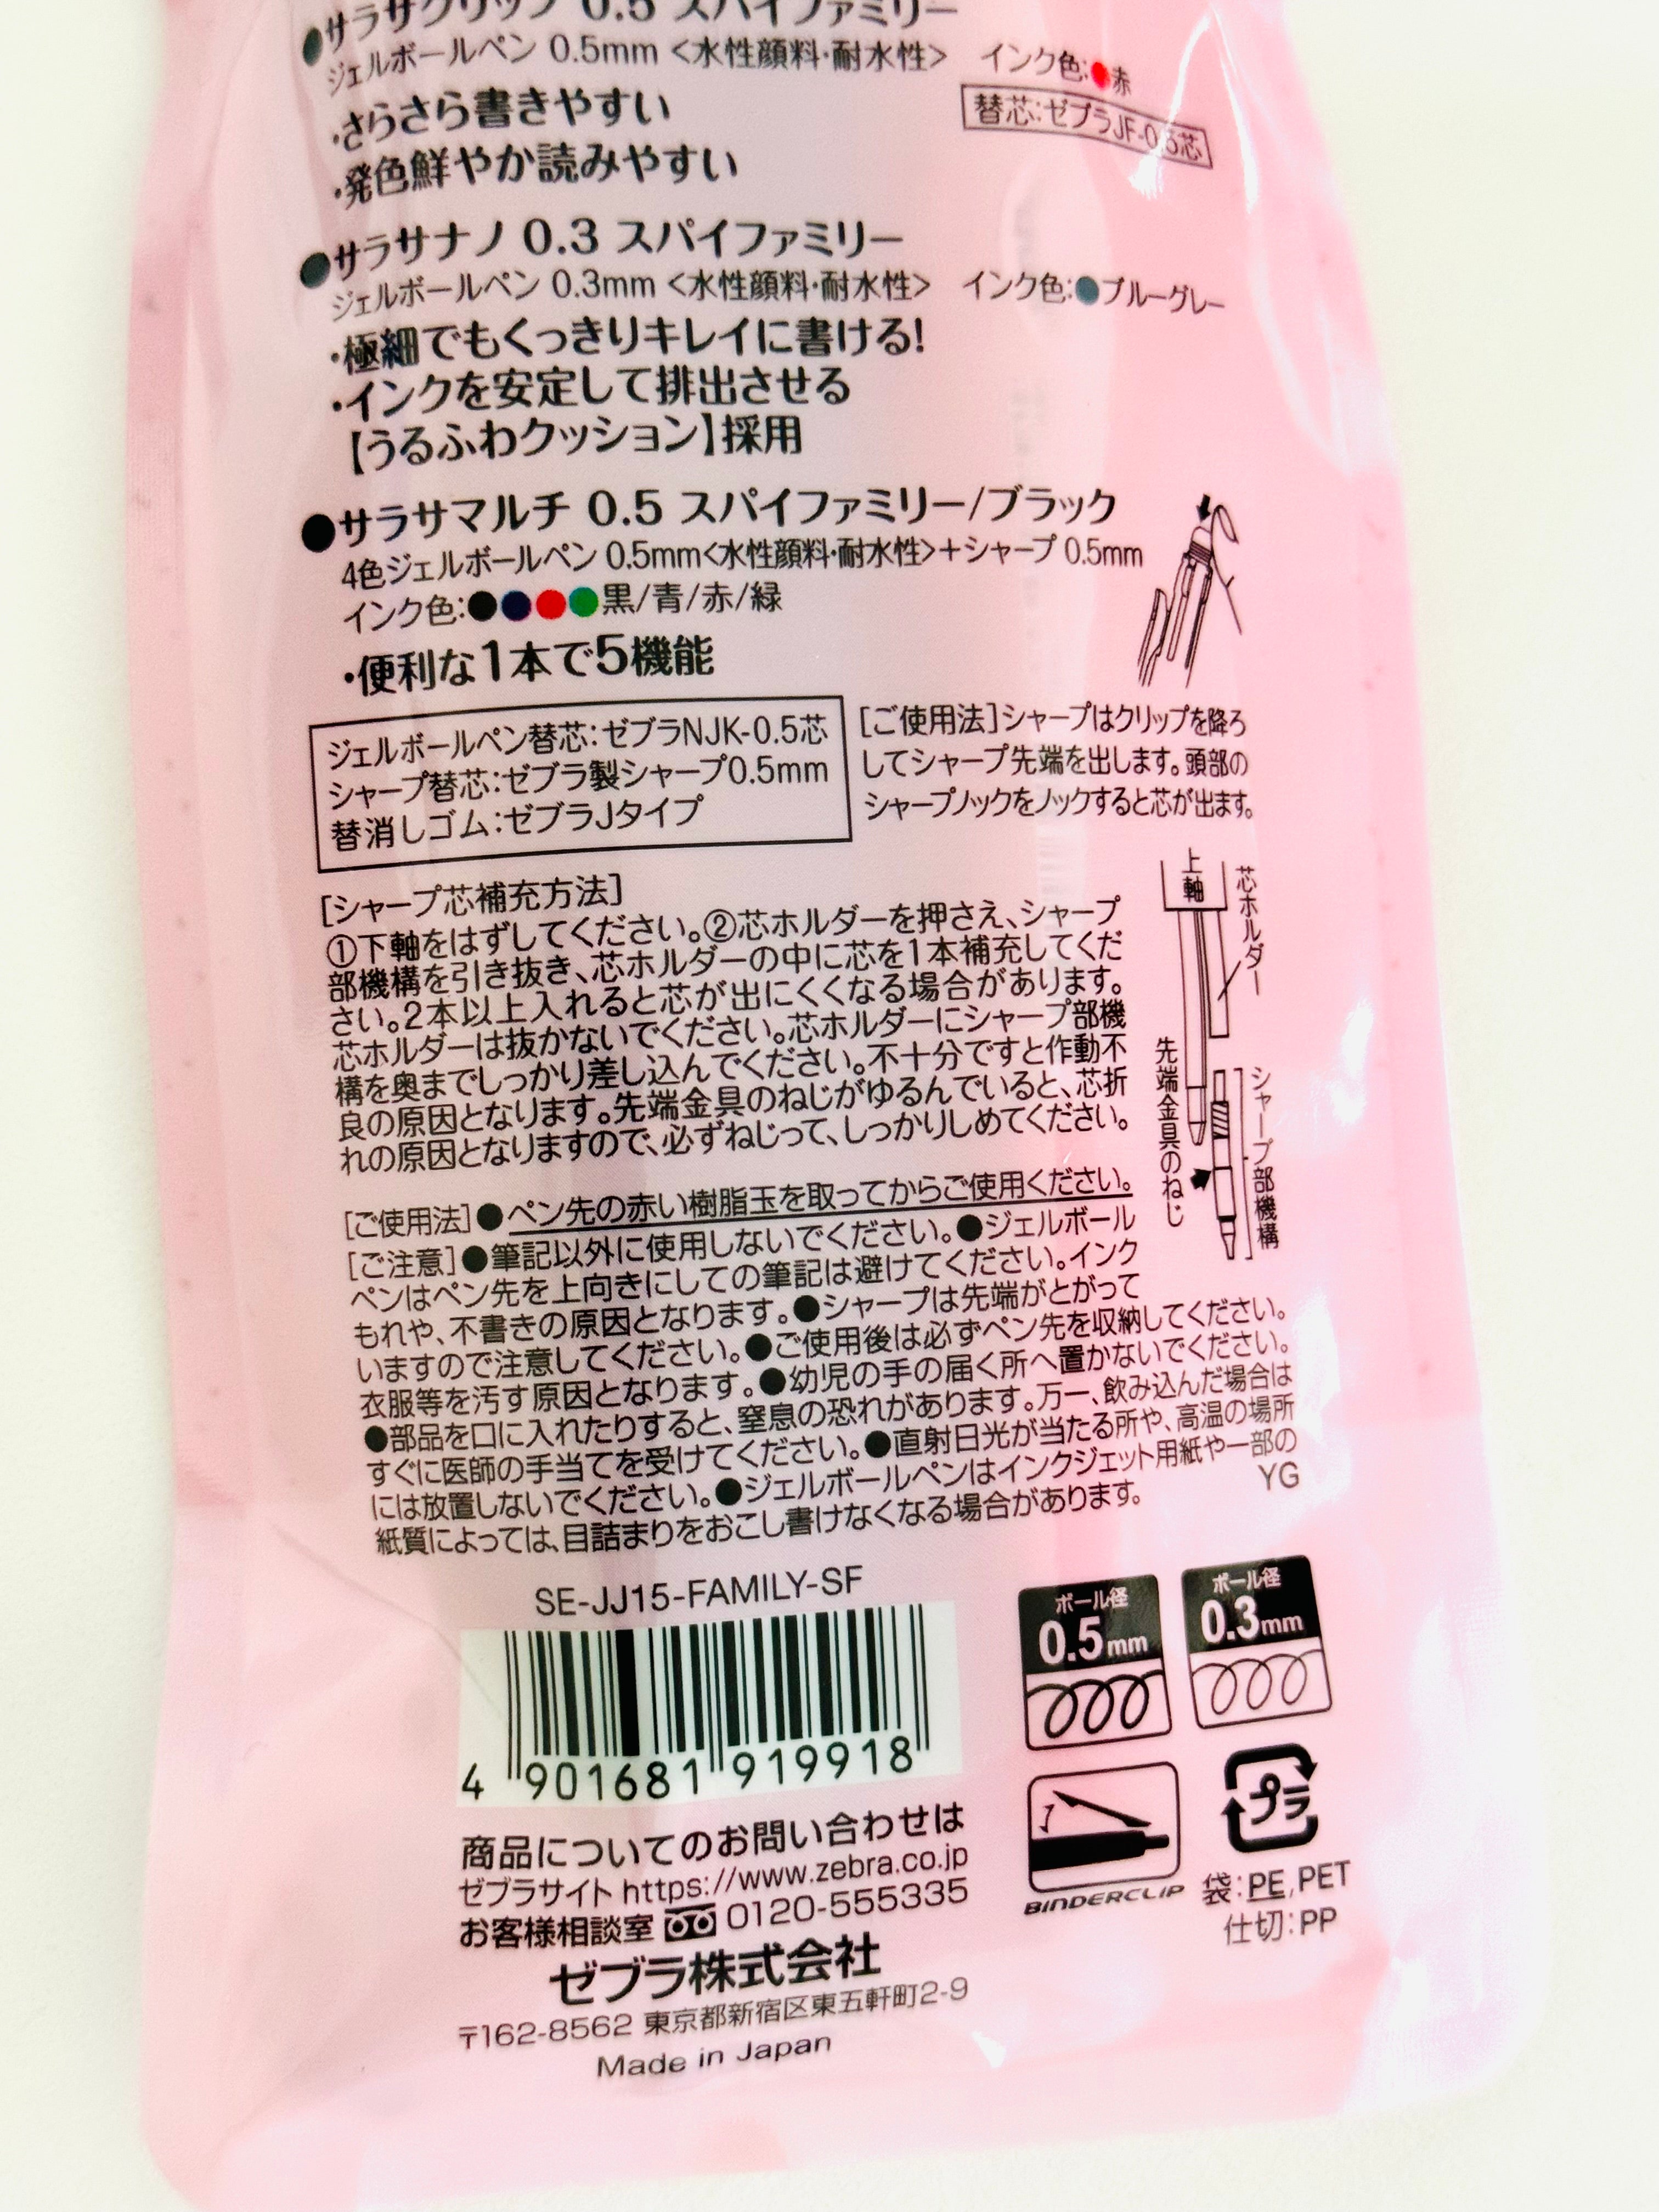 ●サラサクリップ 0.5 スパイファミリー
ジェルボールペン 0.5mm <水性顔料・耐水性> インク色:●赤
・さらさら書きやすい
替芯:ゼブラJF-0.5芯
・発色鮮やか読みやすい
●サラサナノ 0.3 スパイファミリー
ジェルボールペン 0.3mm <水性顔料・耐水性> インク色:●ブルーグレー
・極細でもくっきりキレイに書ける!
・インクを安定して排出させる
【うるふわクッション】採用
●サラサマルチ 0.5 スパイファミリー/ブラック
4色ジェルボールペン 0.5mm<水性顔料・耐水性>+シャープ 0.5mm
インク色:●●●●黒/青/赤/緑
・便利な1本で5機能
ジェルボールペン替芯:ゼブラNJK-0.5芯
シャープ替芯:ゼブラ製シャープ0.5mm
替消しゴム:ゼブラJタイプ
[ご使用法]シャープはクリップを降ろ
してシャープ先端を出します。頭部の
シャープノックをノックすると芯が出ます。
[シャープ芯補充方法]
①下軸をはずしてください。②芯ホルダーを押さえ、シャープ
部機構を引き抜き、芯ホルダーの中に芯を1本補充してくだ
さい。2本以上入れると芯が出にくくなる場合があります。
芯ホルダーは抜かないでください。芯ホルダーにシャープ部機
構を奥までしっかり差し込んでください。不十分ですと作動不
良の原因となります。先端金具のねじがゆるんでいると、芯折
れの原因となりますので、必ずねじって、しっかりしめてください。
上軸
芯ホルダー
先端金具のねじ
シャープ部機構
[ご使用法]●ペン先の赤い樹脂玉を取ってからご使用ください。
[ご注意]●筆記以外に使用しないでください。●ジェルボール
ペンはペン先を上向きにしての筆記は避けてください。インク
もれや、不書きの原因となります。●シャープは先端がとがって
いますので注意してください。●ご使用後は必ずペン先を収納してください。
衣服等を汚す原因となります。●幼児の手の届く所へ置かないでください。
●部品を口に入れたりすると、窒息の恐れがあります。万一、飲み込んだ場合は
すぐに医師の手当てを受けてください。●直射日光が当たる所や、高温の場所
には放置しないでください。●ジェルボールペンはインクジェット用紙や一部の
紙質によっては、目詰まりをおこし書けなくなる場合があります。
YG
SE-JJ15-FAMILY-SF
4 901681 919918
ボール径
0.5mm
ボール径
0.3mm
BINDERCLIP
プラ
袋:PE,PET
仕切:PP
商品についてのお問い合わせは
ゼブラサイト https://www.zebra.co.jp
お客様相談室 0120-555335
ゼブラ株式会社
〒162-8562 東京都新宿区東五軒町2-9
Made in Japan